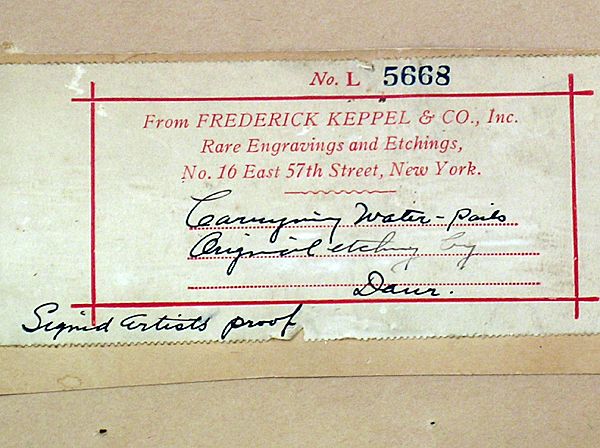 No. L 5668
From FREDERICK KEPPEL & CO., Inc.
Rare Engravings and Etchings,
No. 16 East 57th Street, New York.
Carrying Water-pails
Original etching by
Daur.
Signed Artists proof